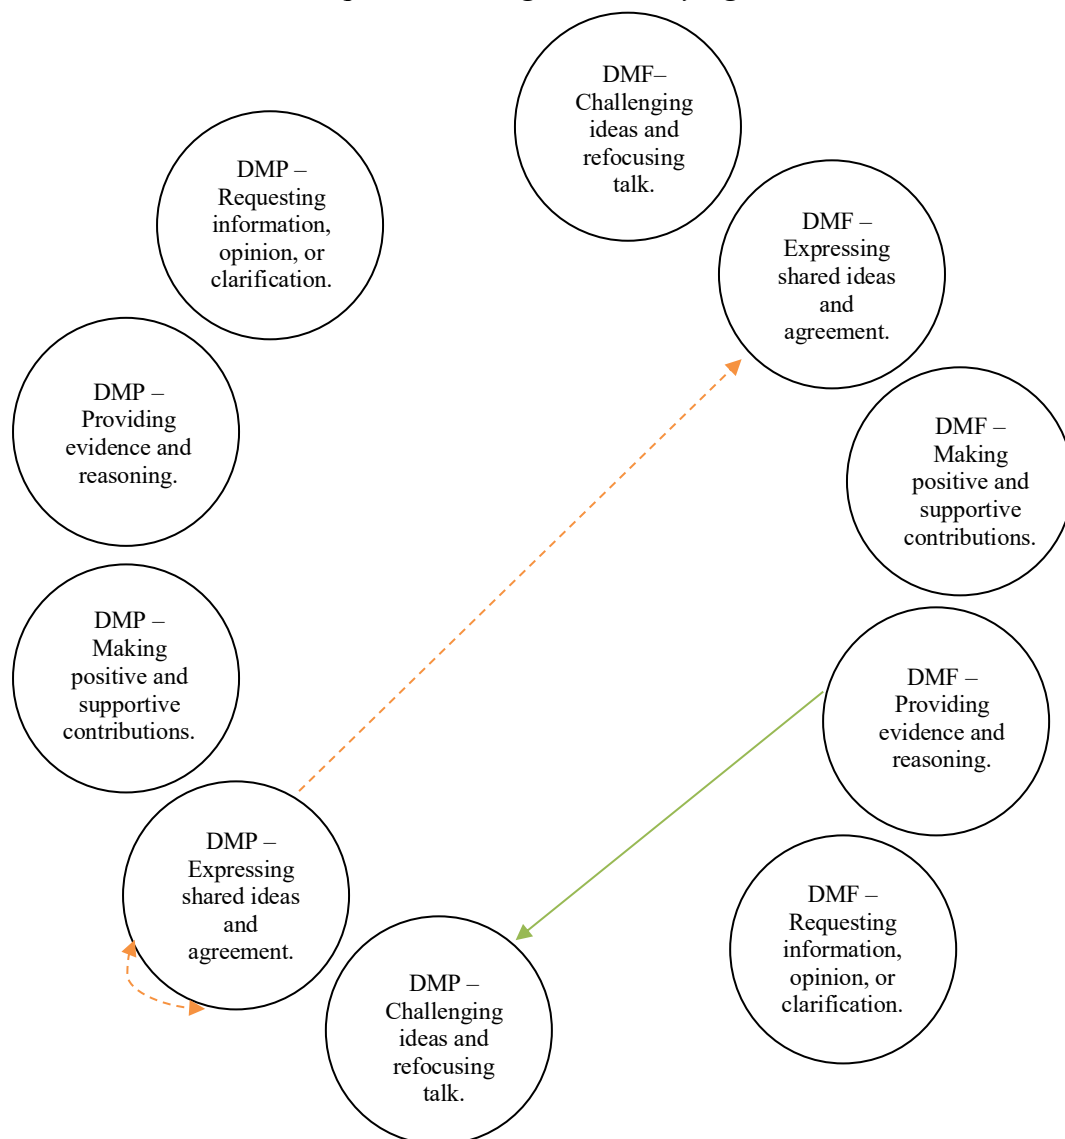 DMF–
Challenging
ideas and
refocusing
talk.
DMP –
Requesting
information,
opinion, or
clarification.
DMF –
Expressing
shared ideas
and
agreement.
DMP –
Providing
evidence and
reasoning.
DMF –
Making
positive and
supportive
contributions.
DMP –
Making
positive and
supportive
contributions.
DMF –
Providing
evidence and
reasoning.
DMP –
Expressing
shared ideas
and
agreement.
DMF –
Requesting
information,
opinion, or
clarification.
DMP –
Challenging
ideas and
refocusing
talk.